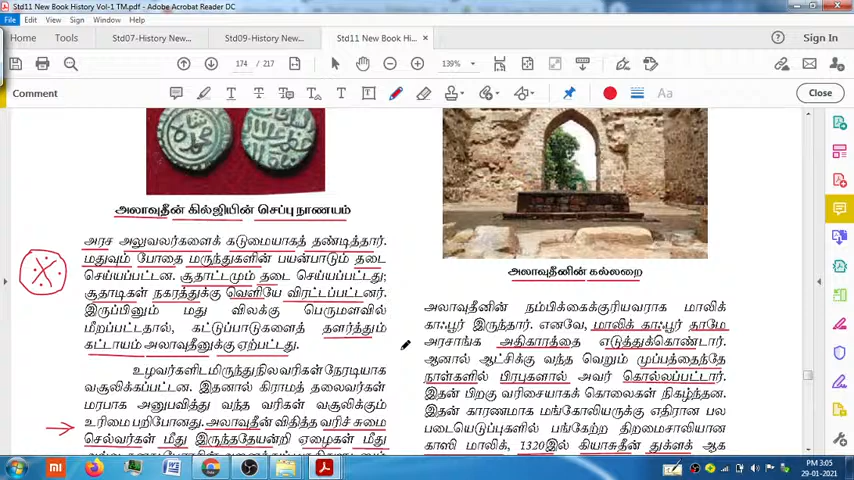 Std11 New Book History Vol-1 TM.pdf - Adobe Acrobat Reader DC
File Edit View Sign Window Help
Home Tools Std07-History New... Std09-History New... Std11 New Book Hi... × Sign In
174 / 217 139%
Comment Close
அலாவுதீன் கில்ஜியின் செப்பு நாணயம்
அரச அலுவலர்களைக் கடுமையாகத் தண்டித்தார்.
மதுவும் போதை மருந்துகளின் பயன்பாடும் தடை
செய்யப்பட்டன. சூதாட்டமும் தடை செய்யப்பட்டது;
சூதாடிகள் நகரத்துக்கு வெளியே விரட்டப்பட்டனர்.
இருப்பினும் மது விலக்கு பெருமளவில்
மீறப்பட்டதால், கட்டுப்பாடுகளைத் தளர்த்தும்
கட்டாயம் அலாவுதீனுக்கு ஏற்பட்டது.
உழவர்களிடமிருந்து நிலவரிகள் நேரடியாக
வசூலிக்கப்பட்டன. இதனால் கிராமத் தலைவர்கள்
மரபாக அனுபவித்து வந்த வரிகள் வசூலிக்கும்
உரிமை பறிபோனது. அலாவுதீன் விதித்த வரிச் சுமை
செல்வர்கள் மீது இருந்ததேயன்றி ஏழைகள் மீது
அலாவுதீனின் கல்லறை
அலாவுதீனின் நம்பிக்கைக்குரியவராக மாலிக்
காஃபூர் இருந்தார். எனவே, மாலிக் காஃபூர் தாமே
அரசாங்க அதிகாரத்தை எடுத்துக்கொண்டார்.
ஆனால் ஆட்சிக்கு வந்த வெறும் முப்பத்தைந்தே
நாள்களில் பிரபுகளால் அவர் கொல்லப்பட்டார்.
இதன் பிறகு வரிசையாகக் கொலைகள் நிகழ்ந்தன.
இதன் காரணமாக மங்கோலியருக்கு எதிரான பல
படையெடுப்புகளில் பங்கேற்ற திறமைசாலியான
காஸி மாலிக், 1320இல் கியாசுதீன் துக்ளக் ஆக
PM 3:05
29-01-2021